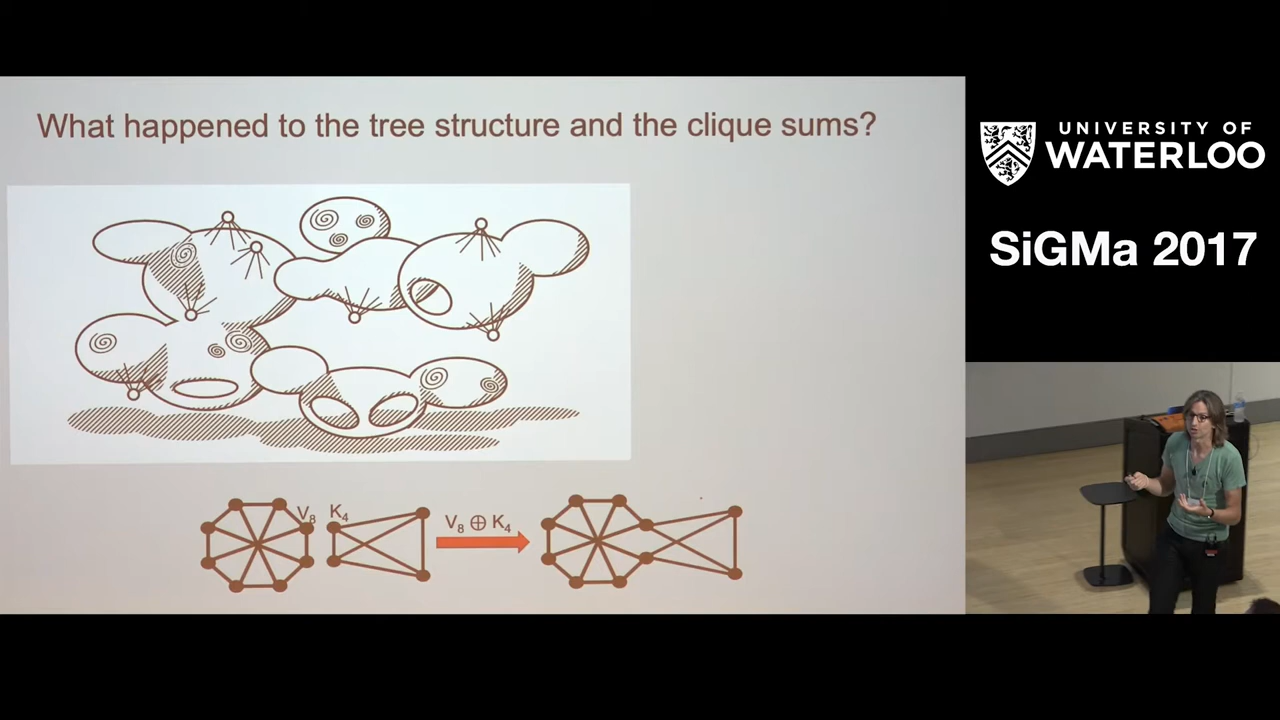 What happened to the tree structure and the clique sums?
V₈ K₄
V₈ ⊕ K₄
UNIVERSITY OF
WATERLOO
SiGMa 2017